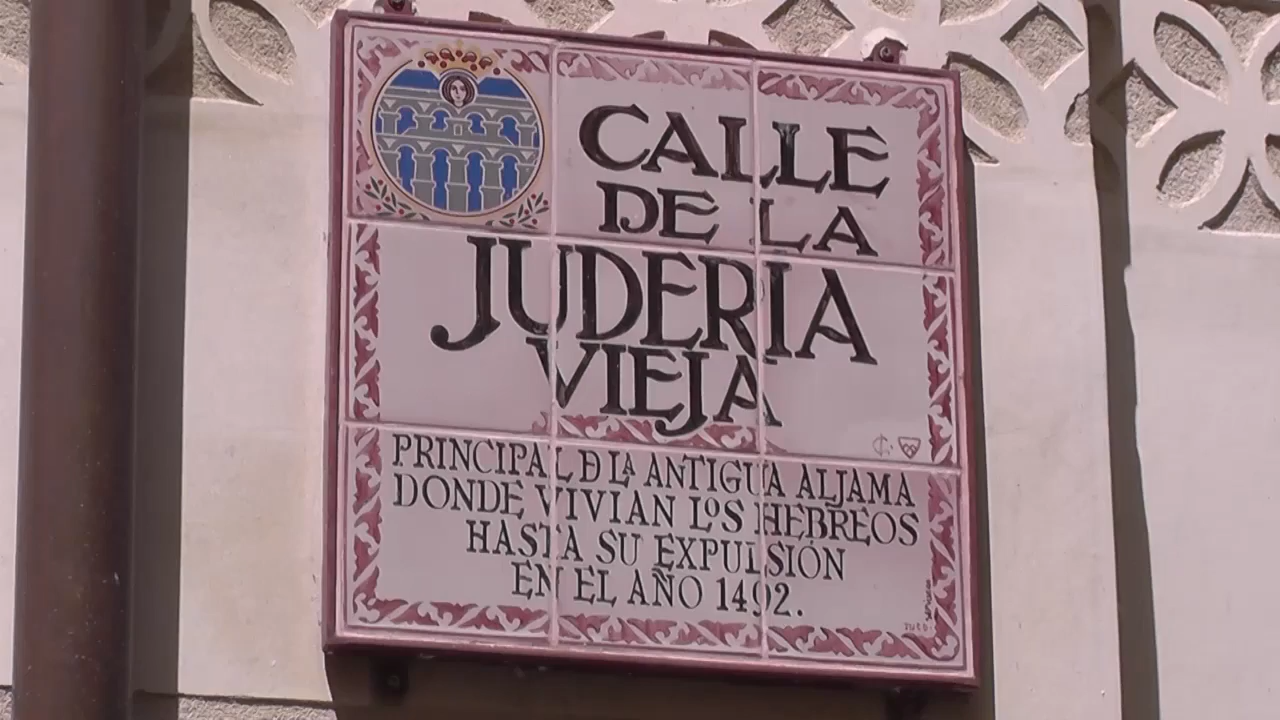 CALLE
DE LA
JUDERIA
VIEJA
PRINCIPAL D LA ANTIGUA ALJAMA
DONDE VIVIAN LOS HEBREOS
HASTA SU EXPULSIÓN
EN EL AÑO 1492.